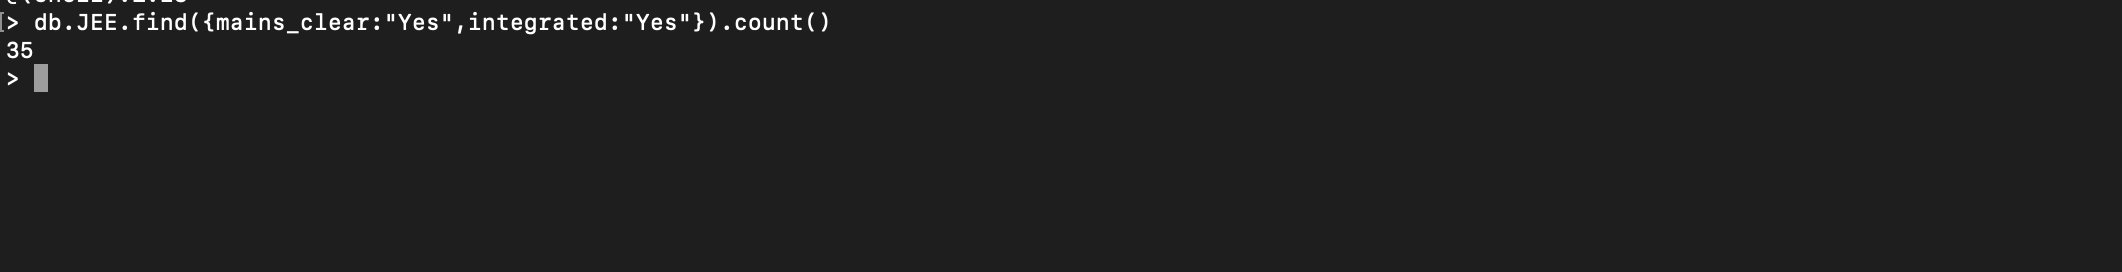 > db.JEE.find({mains_clear:"Yes",integrated:"Yes"}).count()
35
>